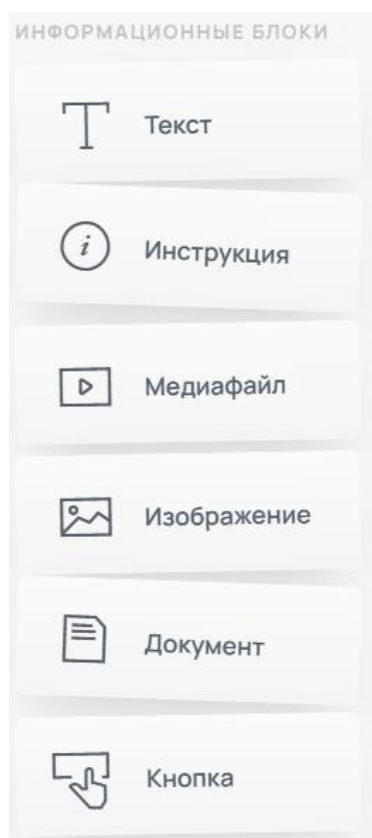 ИНФОРМАЦИОННЫЕ БЛОКИ
Текст
Инструкция
Медиафайл
Изображение
Документ
Кнопка